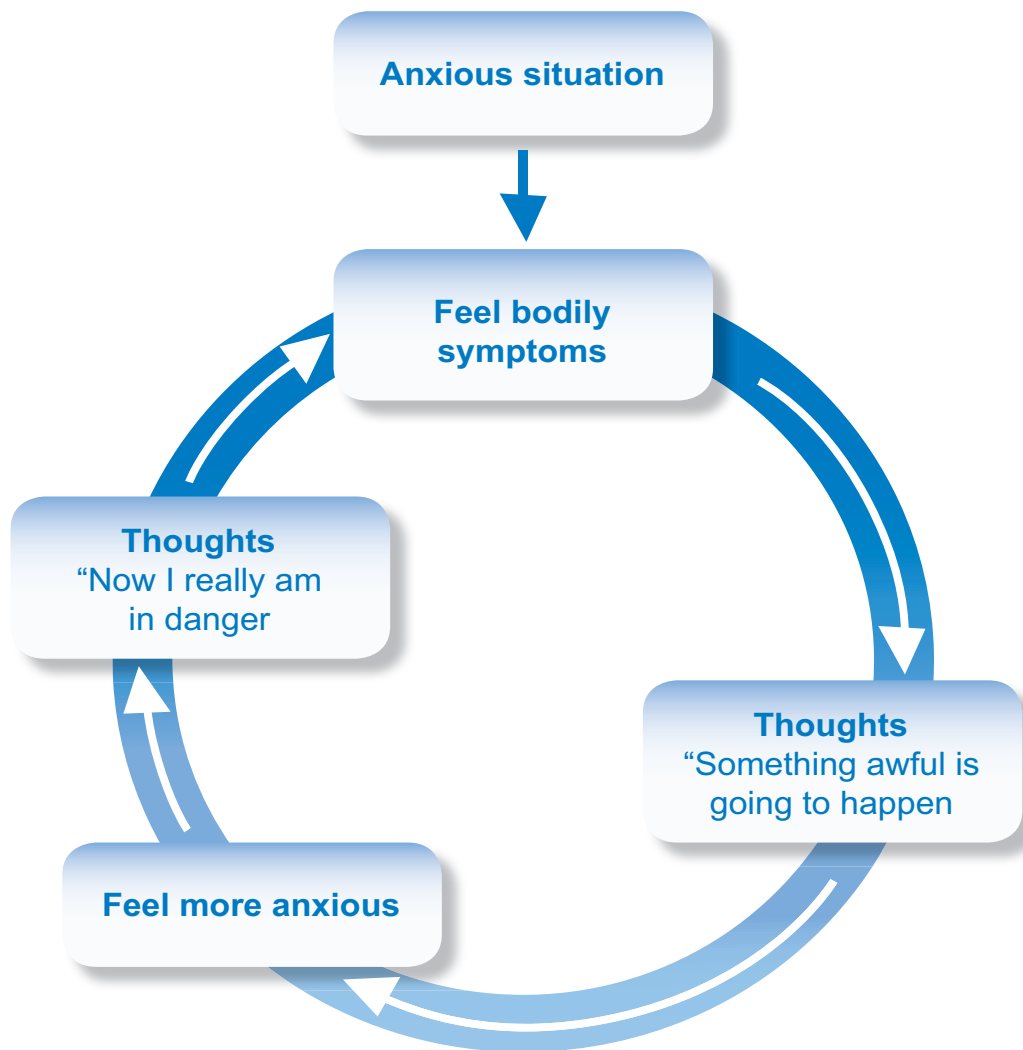 Anxious situation
Feel bodily
symptoms
Thoughts
“Now I really am
in danger
Thoughts
“Something awful is
going to happen
Feel more anxious